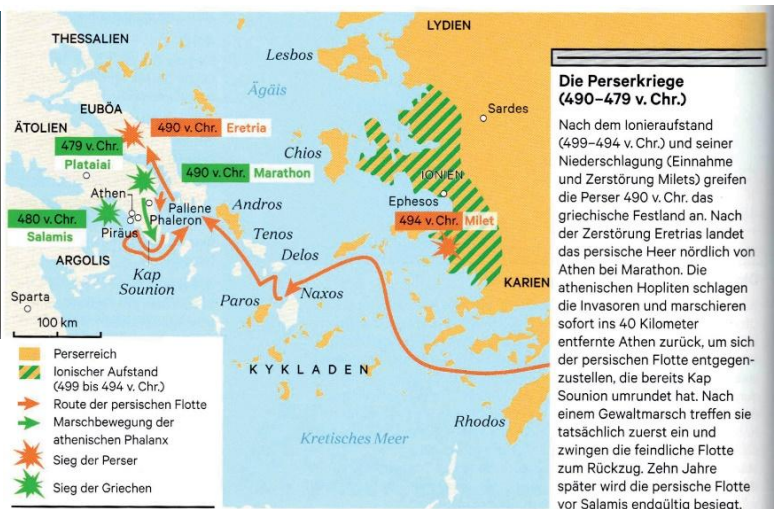 THESSALIEN
LYDIEN
Lesbos
Ägäis
Sardes
EUBÖA
490 v. Chr. Eretria
ÄTOLIEN
479 v. Chr.
Plataiai
490 v. Chr. Marathon
Chios
IONIEN
Athen
Ephesos
Pallene
Andros
480 v. Chr.
Salamis
Phaleron
Piräus
494 v. Chr. Milet
Tenos
Delos
ARGOLIS
Kap
Sounion
KARIEN
Sparta
Paros
Naxos
100 km
KYKLADEN
Rhodos
Kretisches Meer
Perserreich
Ionischer Aufstand
(499 bis 494 v. Chr.)
Route der persischen Flotte
Marschbewegung der
athenischen Phalanx
Sieg der Perser
Sieg der Griechen
Die Perserkriege
(490–479 v. Chr.)
Nach dem Ionieraufstand
(499–494 v. Chr.) und seiner
Niederschlagung (Einnahme
und Zerstörung Milets) greifen
die Perser 490 v. Chr. das
griechische Festland an. Nach
der Zerstörung Eretrias landet
das persische Heer nördlich von
Athen bei Marathon. Die
athenischen Hopliten schlagen
die Invasoren und marschieren
sofort ins 40 Kilometer
entfernte Athen zurück, um sich
der persischen Flotte entgegen-
zustellen, die bereits Kap
Sounion umrundet hat. Nach
einem Gewaltmarsch treffen sie
tatsächlich zuerst ein und
zwingen die feindliche Flotte
zum Rückzug. Zehn Jahre
später wird die persische Flotte
vor Salamis endgültig besiegt.